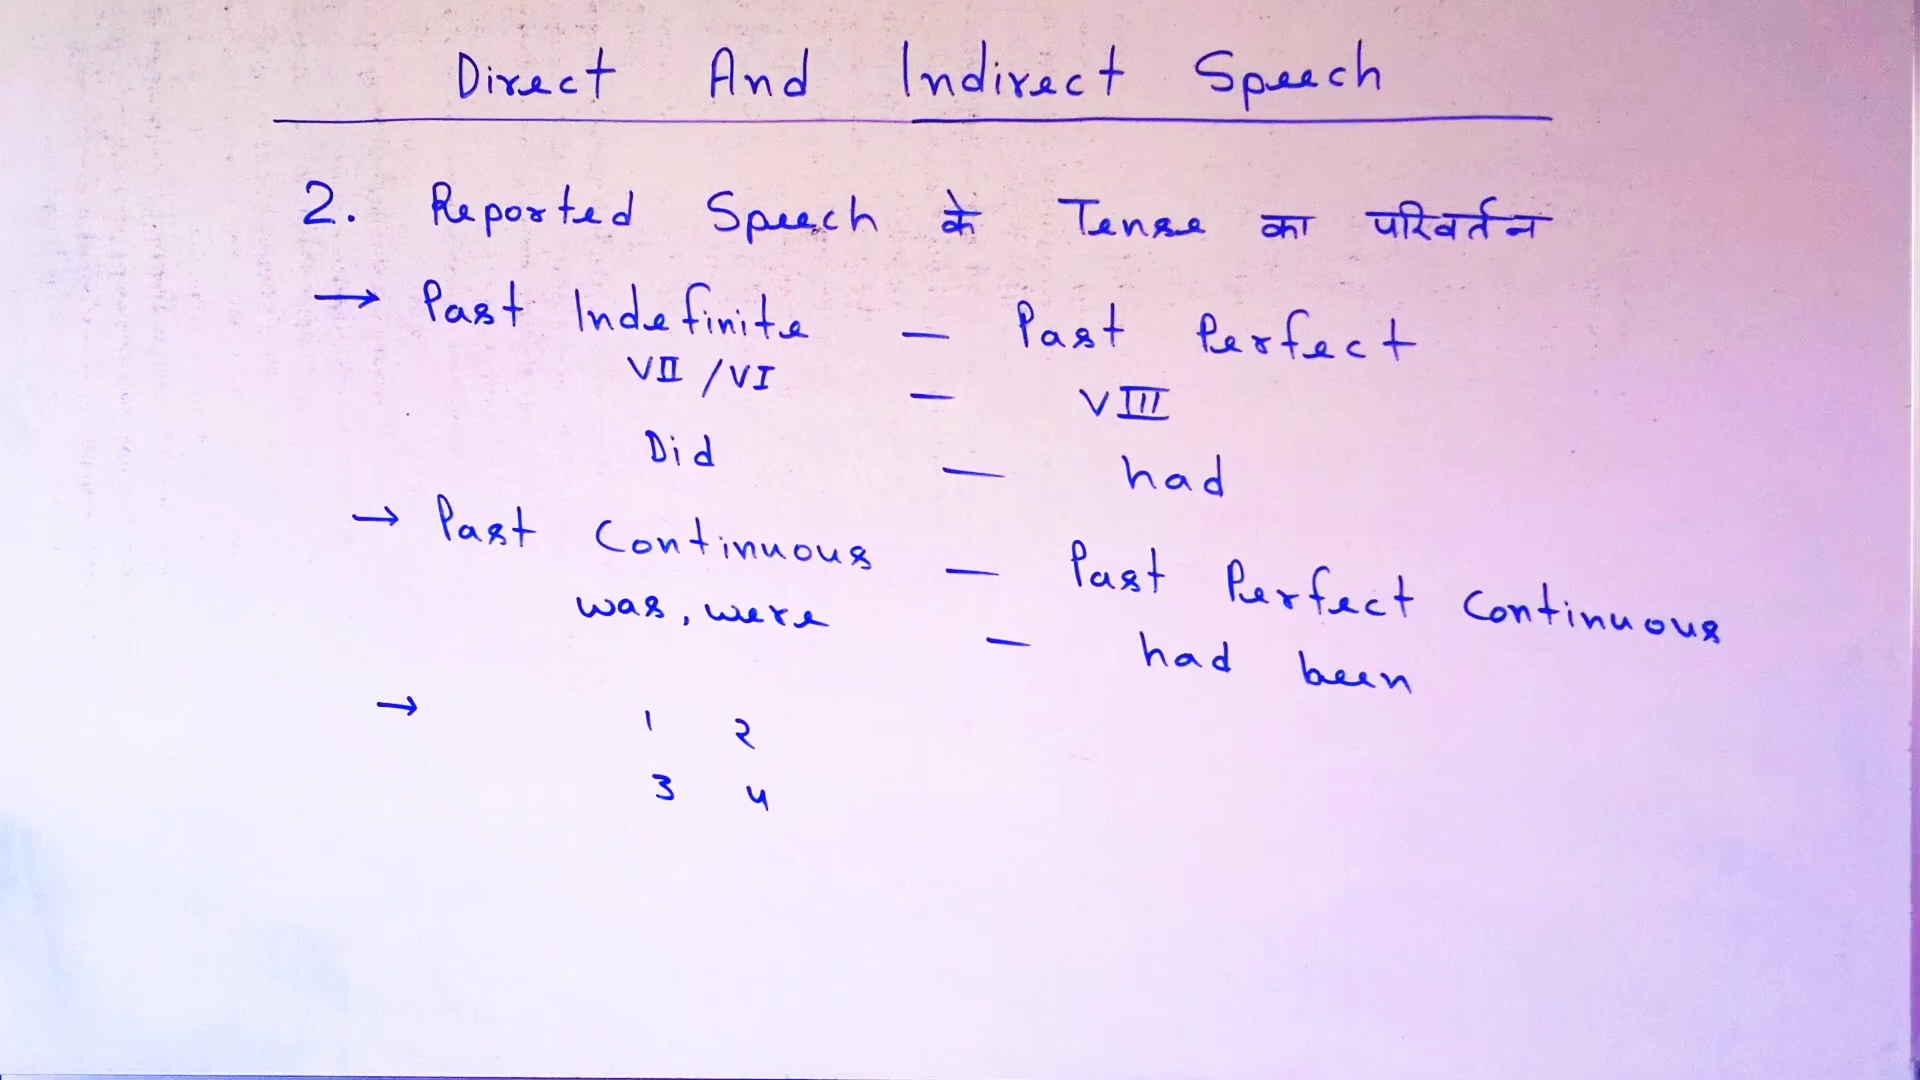 Direct And Indirect Speech
2. Reported Speech के Tense का परिवर्तन
→ Past Indefinite — Past Perfect
VII / VI — VIII
Did — had
→ Past Continuous — Past Perfect Continuous
was, were — had been
→ 1 2
3 4